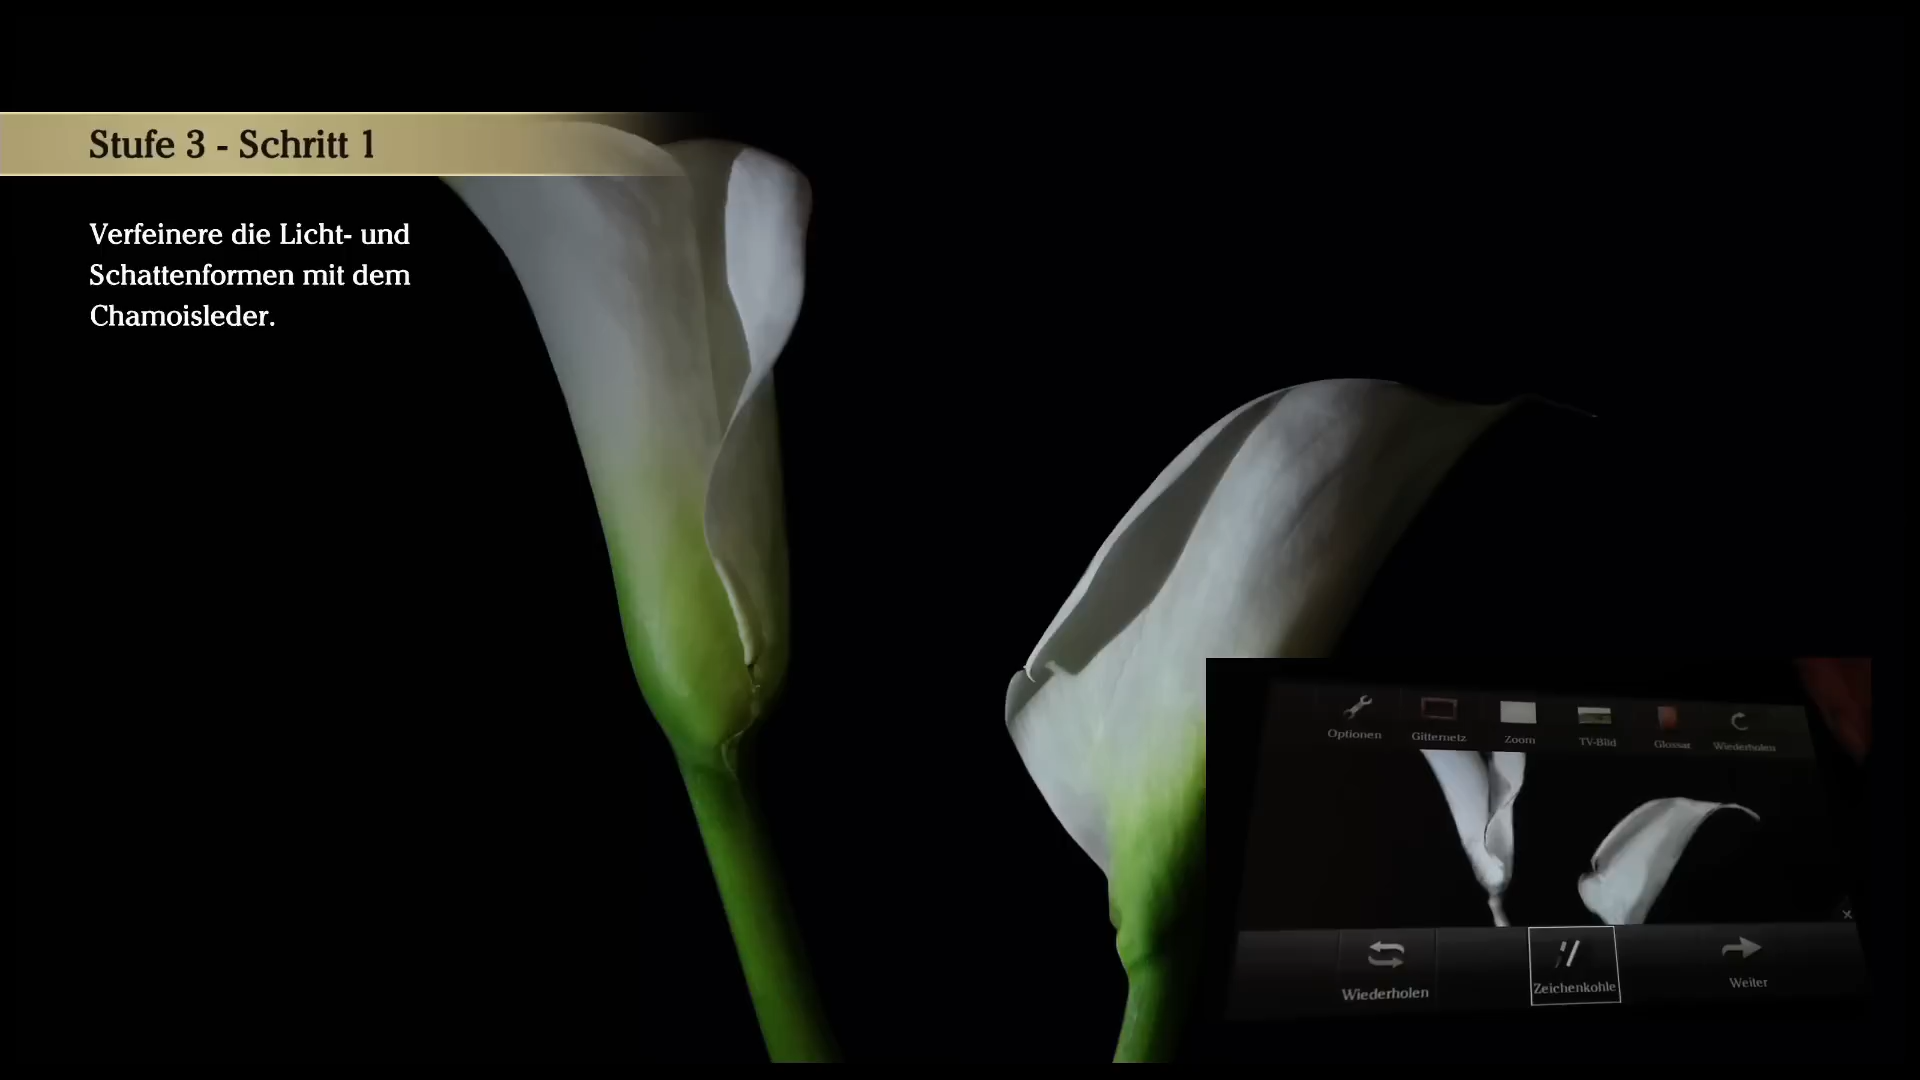 Stufe 3 - Schritt 1
Verfeinere die Licht- und
Schattenformen mit dem
Chamoisleder.
Optionen
Gitternetz
Zoom
TV-Bild
Glossar
Wiederholen
Wiederholen
Zeichenkohle
Weiter